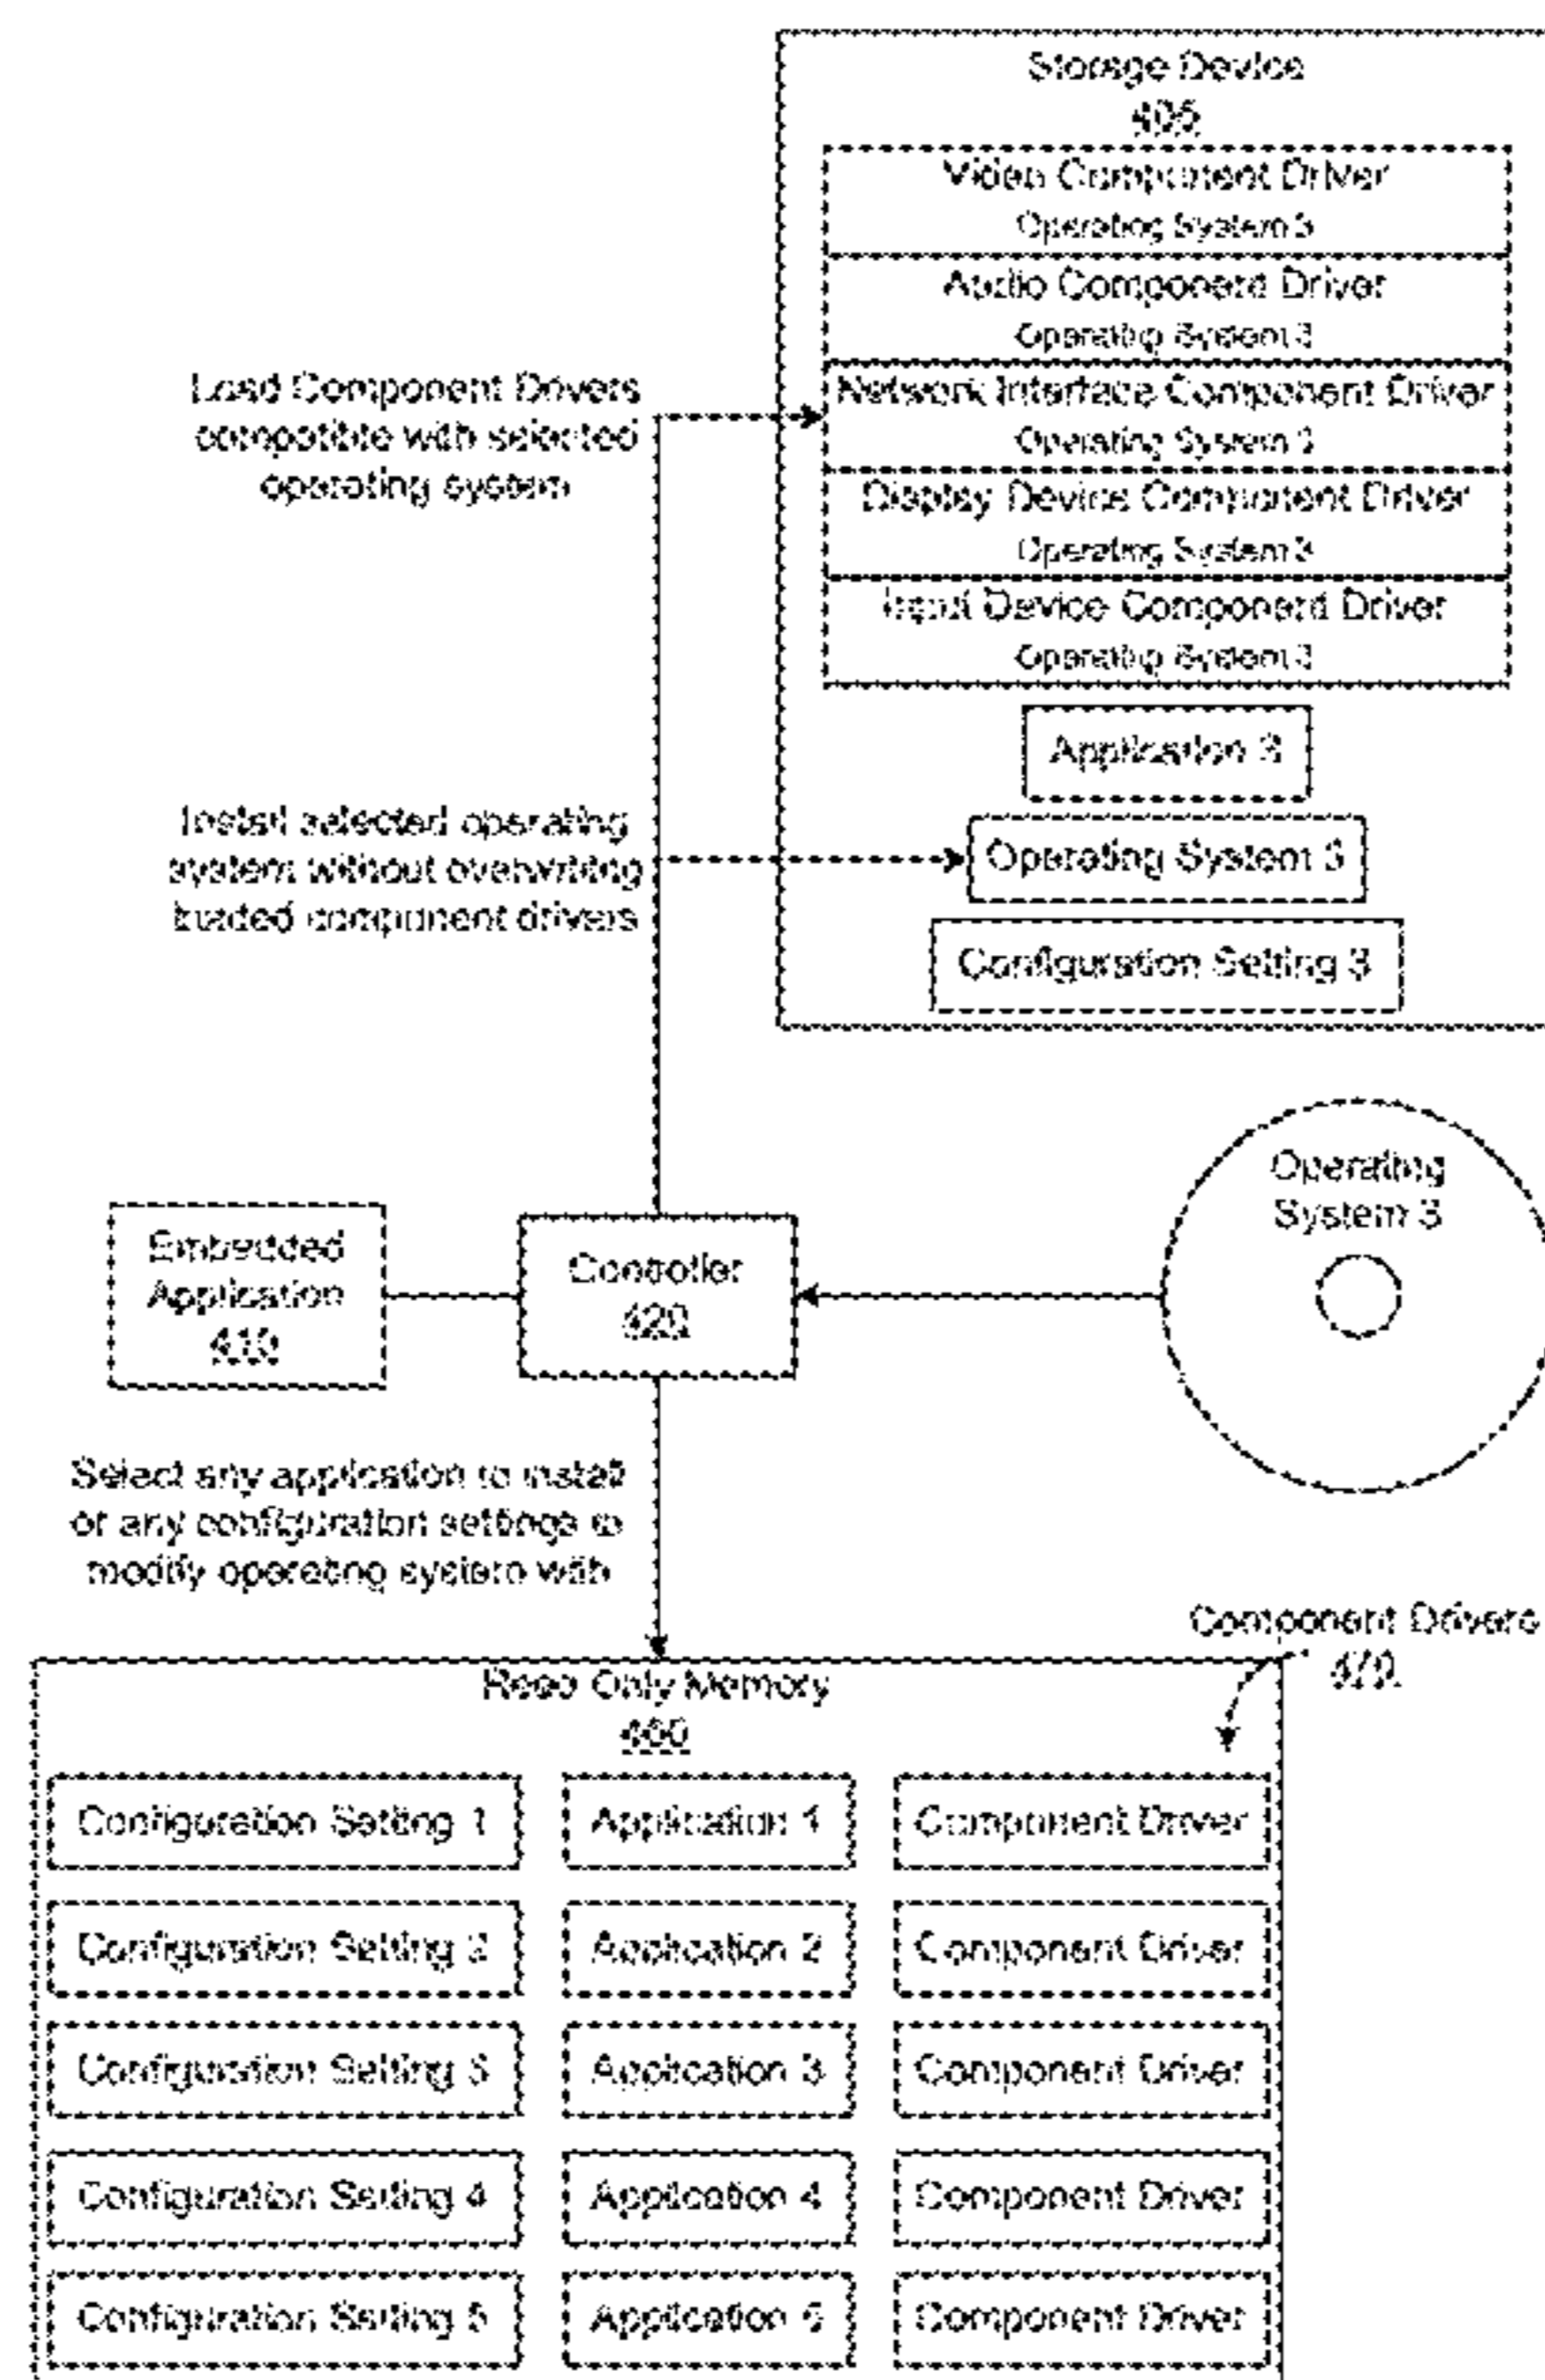 Storage Device
405
Video Component Driver
Operating System 3
Audio Component Driver
Operating System 3
Network Interface Component Driver
Operating System 3
Display Device Component Driver
Operating System 3
Input Device Component Driver
Operating System 3
Application 3
Operating System 3
Configuration Setting 3
Load Component Drivers
compatible with selected
operating system
Install selected operating
system without overwriting
loaded component drivers
Operating
System 3
Embedded
Application
410
Controller
420
Select any application to install
or any configuration settings to
modify operating system with
Component Drivers
470
Read Only Memory
460
Configuration Setting 1
Application 1
Component Driver
Configuration Setting 2
Application 2
Component Driver
Configuration Setting 3
Application 3
Component Driver
Configuration Setting 4
Application 4
Component Driver
Configuration Setting 5
Application 5
Component Driver